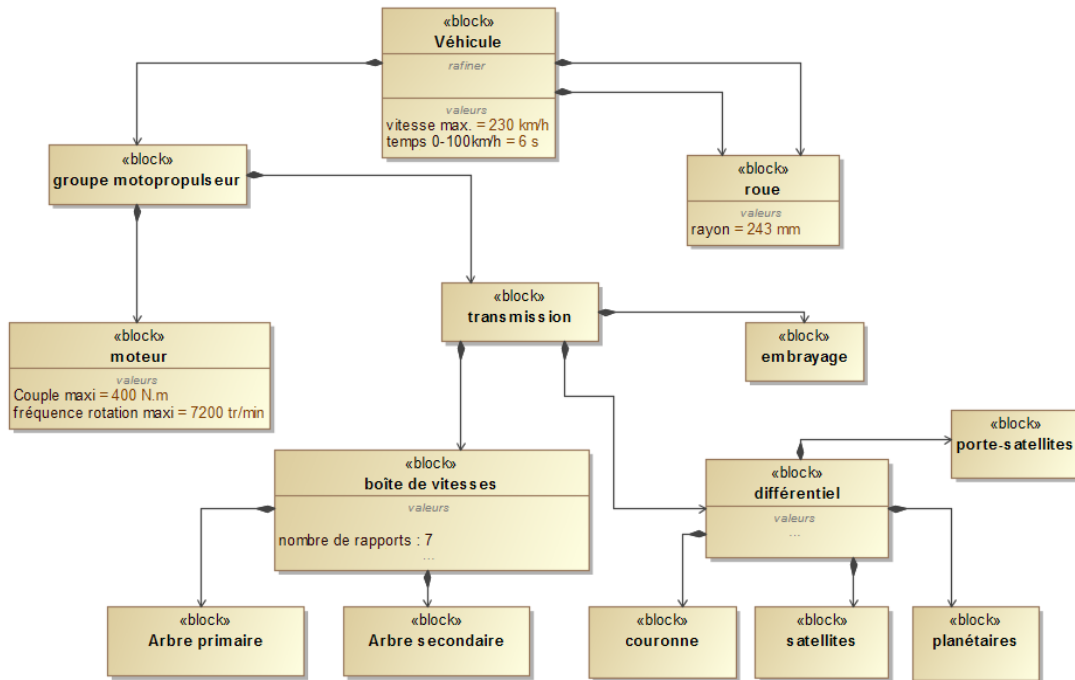 «block»
Véhicule
rafiner
valeurs
vitesse max. = 230 km/h
temps 0-100km/h = 6 s
«block»
groupe motopropulseur
«block»
roue
valeurs
rayon = 243 mm
«block»
transmission
«block»
moteur
valeurs
Couple maxi = 400 N.m
fréquence rotation maxi = 7200 tr/min
«block»
embrayage
«block»
porte-satellites
«block»
boîte de vitesses
valeurs
nombre de rapports : 7
...
«block»
différentiel
valeurs
...
«block»
Arbre primaire
«block»
Arbre secondaire
«block»
couronne
«block»
satellites
«block»
planétaires